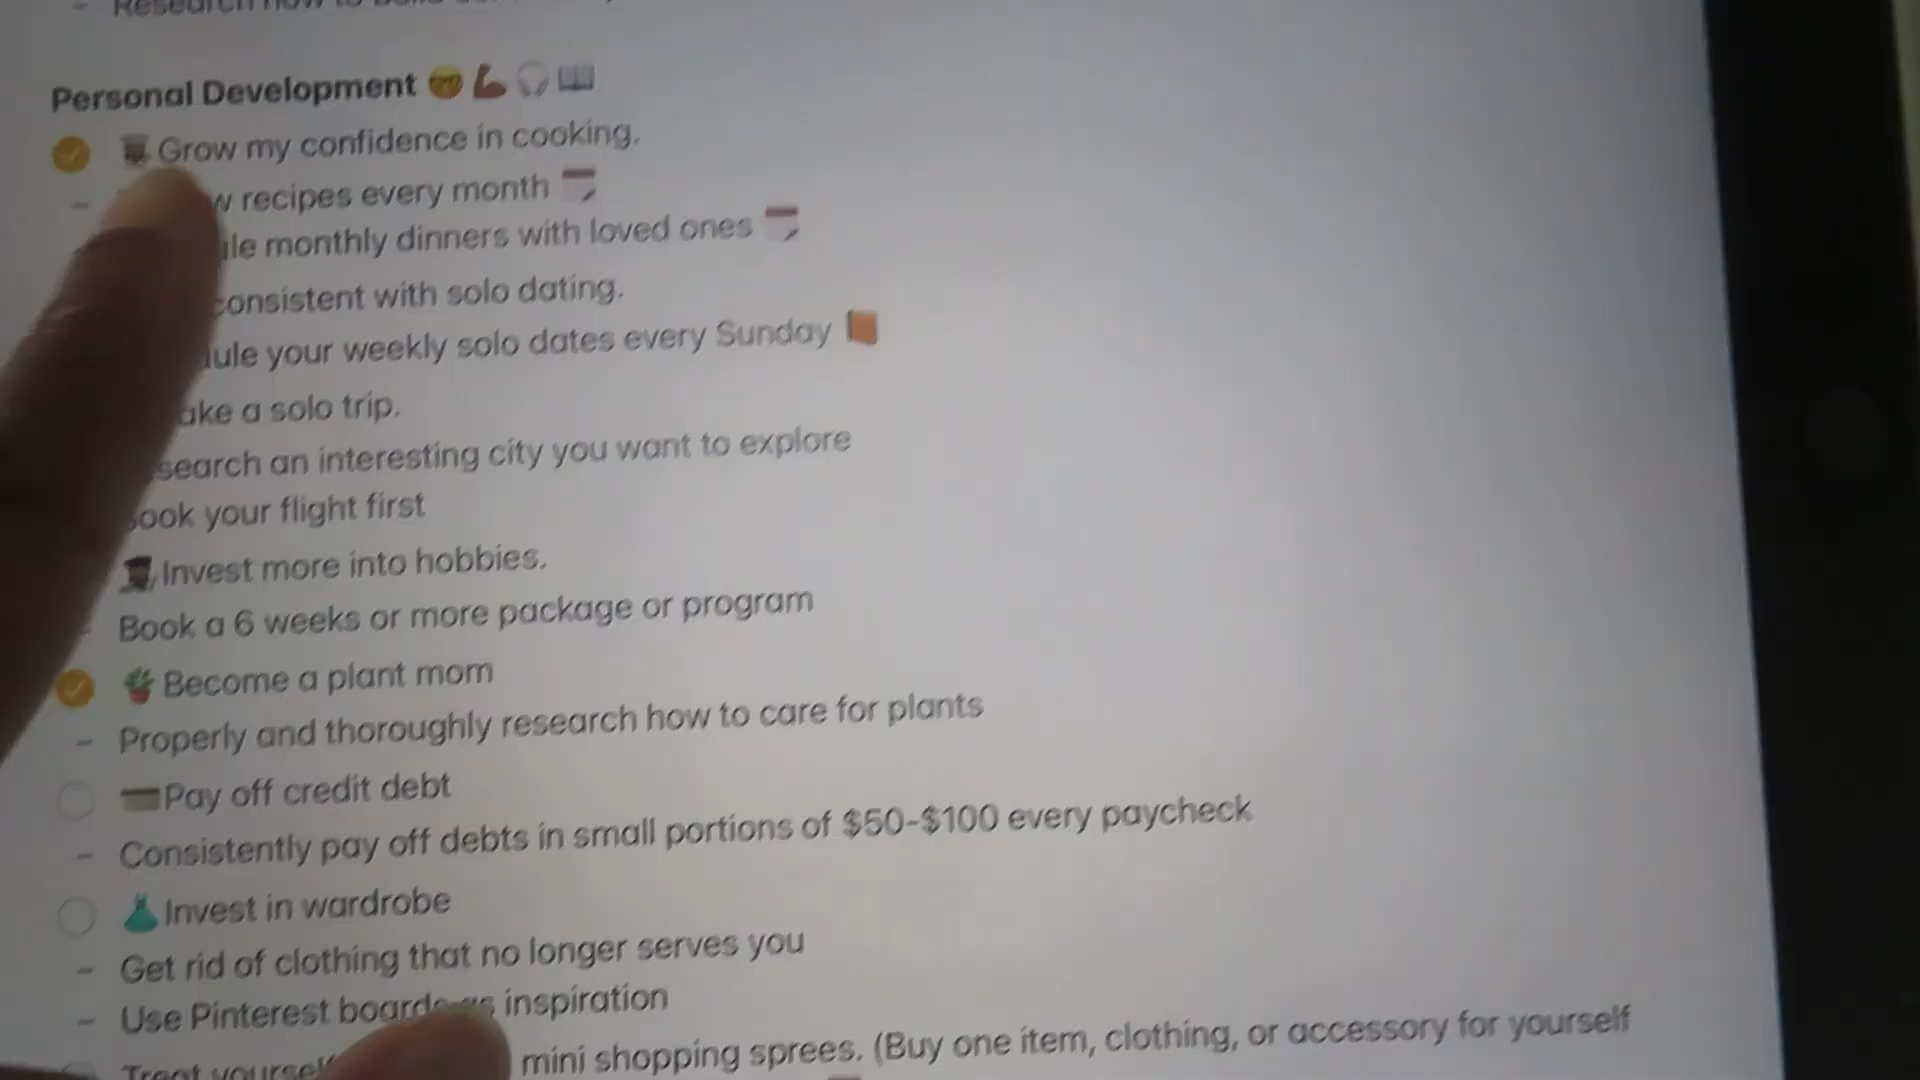 Personal Development
Grow my confidence in cooking.
- recipes every month
monthly dinners with loved ones
consistent with solo dating.
your weekly solo dates every Sunday
a solo trip.
an interesting city you want to explore
your flight first
Invest more into hobbies.
- Book a 6 weeks or more package or program
Become a plant mom
- Properly and thoroughly research how to care for plants
Pay off credit debt
- Consistently pay off debts in small portions of $50-$100 every paycheck
Invest in wardrobe
- Get rid of clothing that no longer serves you
- Use Pinterest boards as inspiration
mini shopping sprees. (Buy one item, clothing, or accessory for yourself